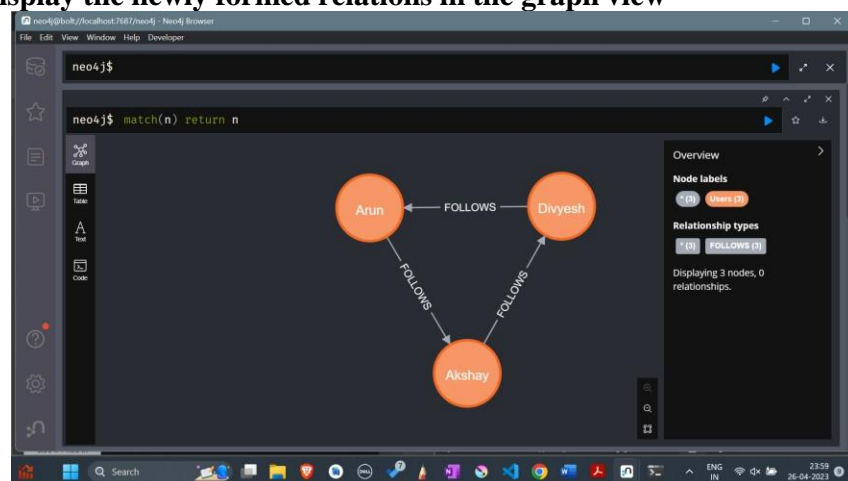 isplay the newly formed relations in the graph view
neo4j@bolt://localhost:7687/neo4j - Neo4j Browser
File Edit View Window Help Developer
neo4j$
neo4j$ match(n) return n
Graph
Table
Text
Code
Arun
FOLLOWS
Divyesh
FOLLOWS
FOLLOWS
Akshay
Overview
Node labels
* (3) Users (3)
Relationship types
* (3) FOLLOWS (3)
Displaying 3 nodes, 0
relationships.
Search
ENG
IN
23:59
26-04-2023